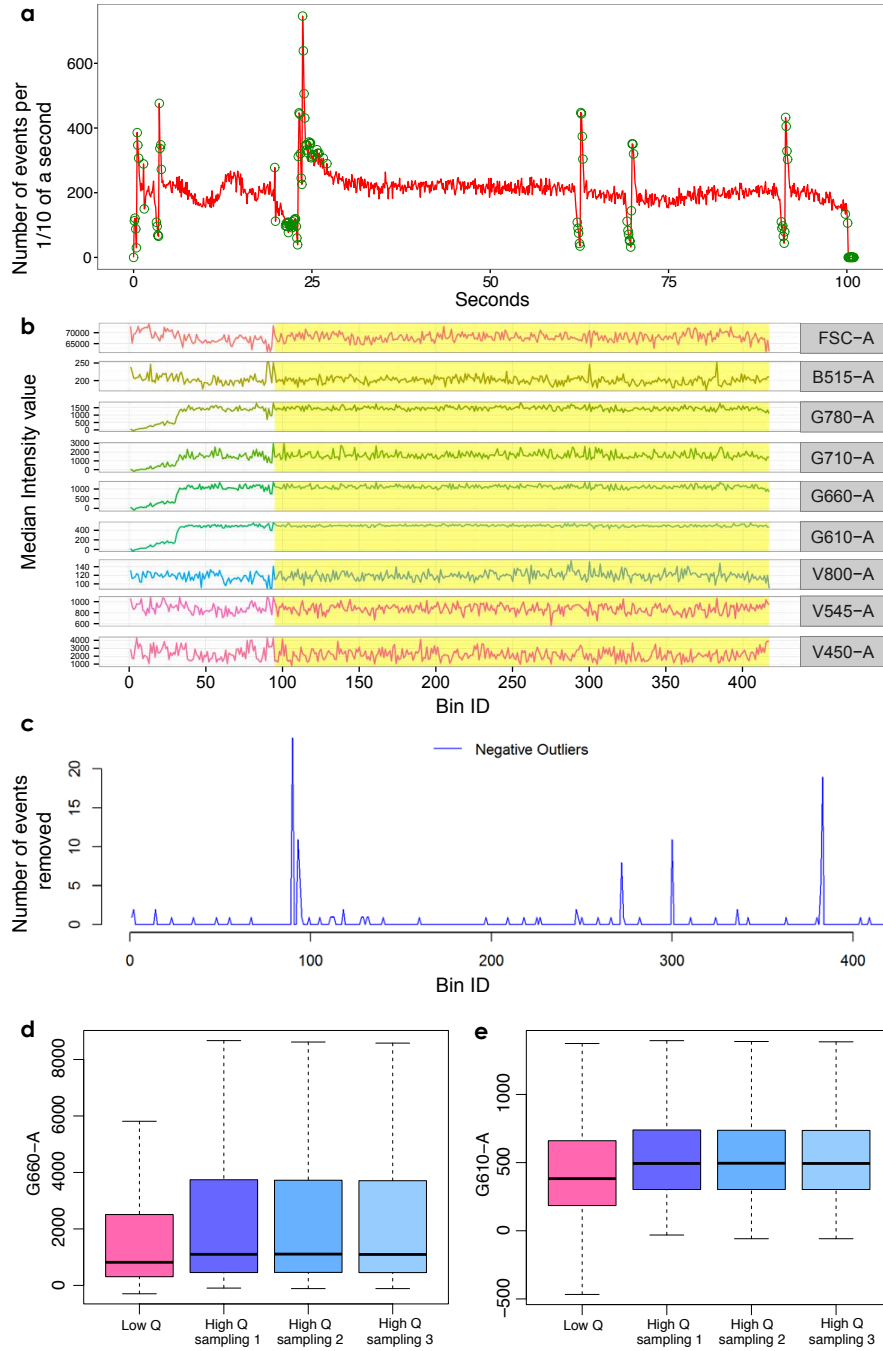 a
Number of events per
1/10 of a second
600
400
200
0
0 25 50 75 100
Seconds
b
Median Intensity value
70000
65000
FSC−A
250
200
B515−A
1500
1000
500
0
G780−A
3000
2000
1000
0
G710−A
1000
500
0
G660−A
400
200
0
G610−A
140
120
100
V800−A
1000
800
600
V545−A
4000
3000
2000
1000
V450−A
0 50 100 150 200 250 300 350 400
Bin ID
c
Number of events
removed
Negative Outliers
20
15
10
5
0
0 100 200 300 400
Bin ID
d
G660−A
8000
6000
4000
2000
0
Low Q
High Q
sampling 1
High Q
sampling 2
High Q
sampling 3
e
G610−A
1000
500
0
−500
Low Q
High Q
sampling 1
High Q
sampling 2
High Q
sampling 3